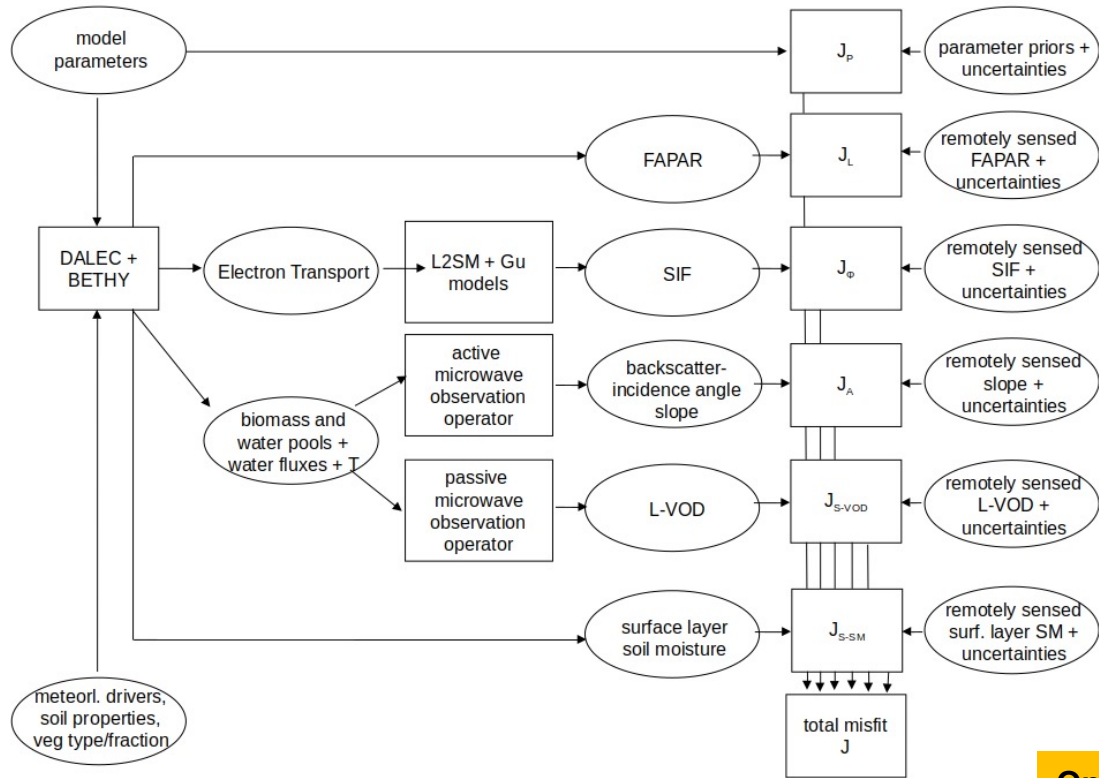 model
parameters
J_P
parameter priors +
uncertainties
FAPAR
J_L
remotely sensed
FAPAR +
uncertainties
DALEC +
BETHY
Electron Transport
L2SM + Gu
models
SIF
J_Φ
remotely sensed
SIF +
uncertainties
active
microwave
observation
operator
backscatter-
incidence angle
slope
J_A
remotely sensed
slope +
uncertainties
biomass and
water pools +
water fluxes + T
passive
microwave
observation
operator
L-VOD
J_S-VOD
remotely sensed
L-VOD +
uncertainties
surface layer
soil moisture
J_S-SM
remotely sensed
surf. layer SM +
uncertainties
meteorl. drivers,
soil properties,
veg type/fraction
total misfit
J